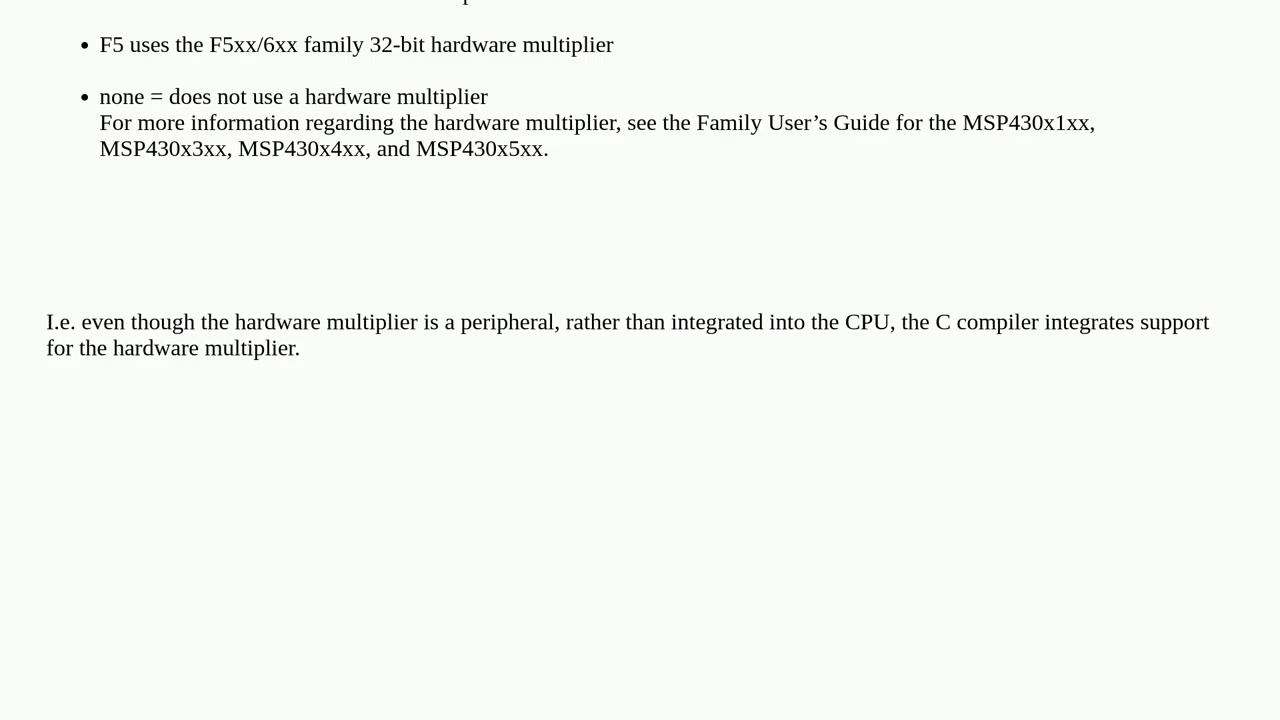 F5 uses the F5xx/6xx family 32-bit hardware multiplier
none = does not use a hardware multiplier
For more information regarding the hardware multiplier, see the Family User’s Guide for the MSP430x1xx,
MSP430x3xx, MSP430x4xx, and MSP430x5xx.
I.e. even though the hardware multiplier is a peripheral, rather than integrated into the CPU, the C compiler integrates support
for the hardware multiplier.